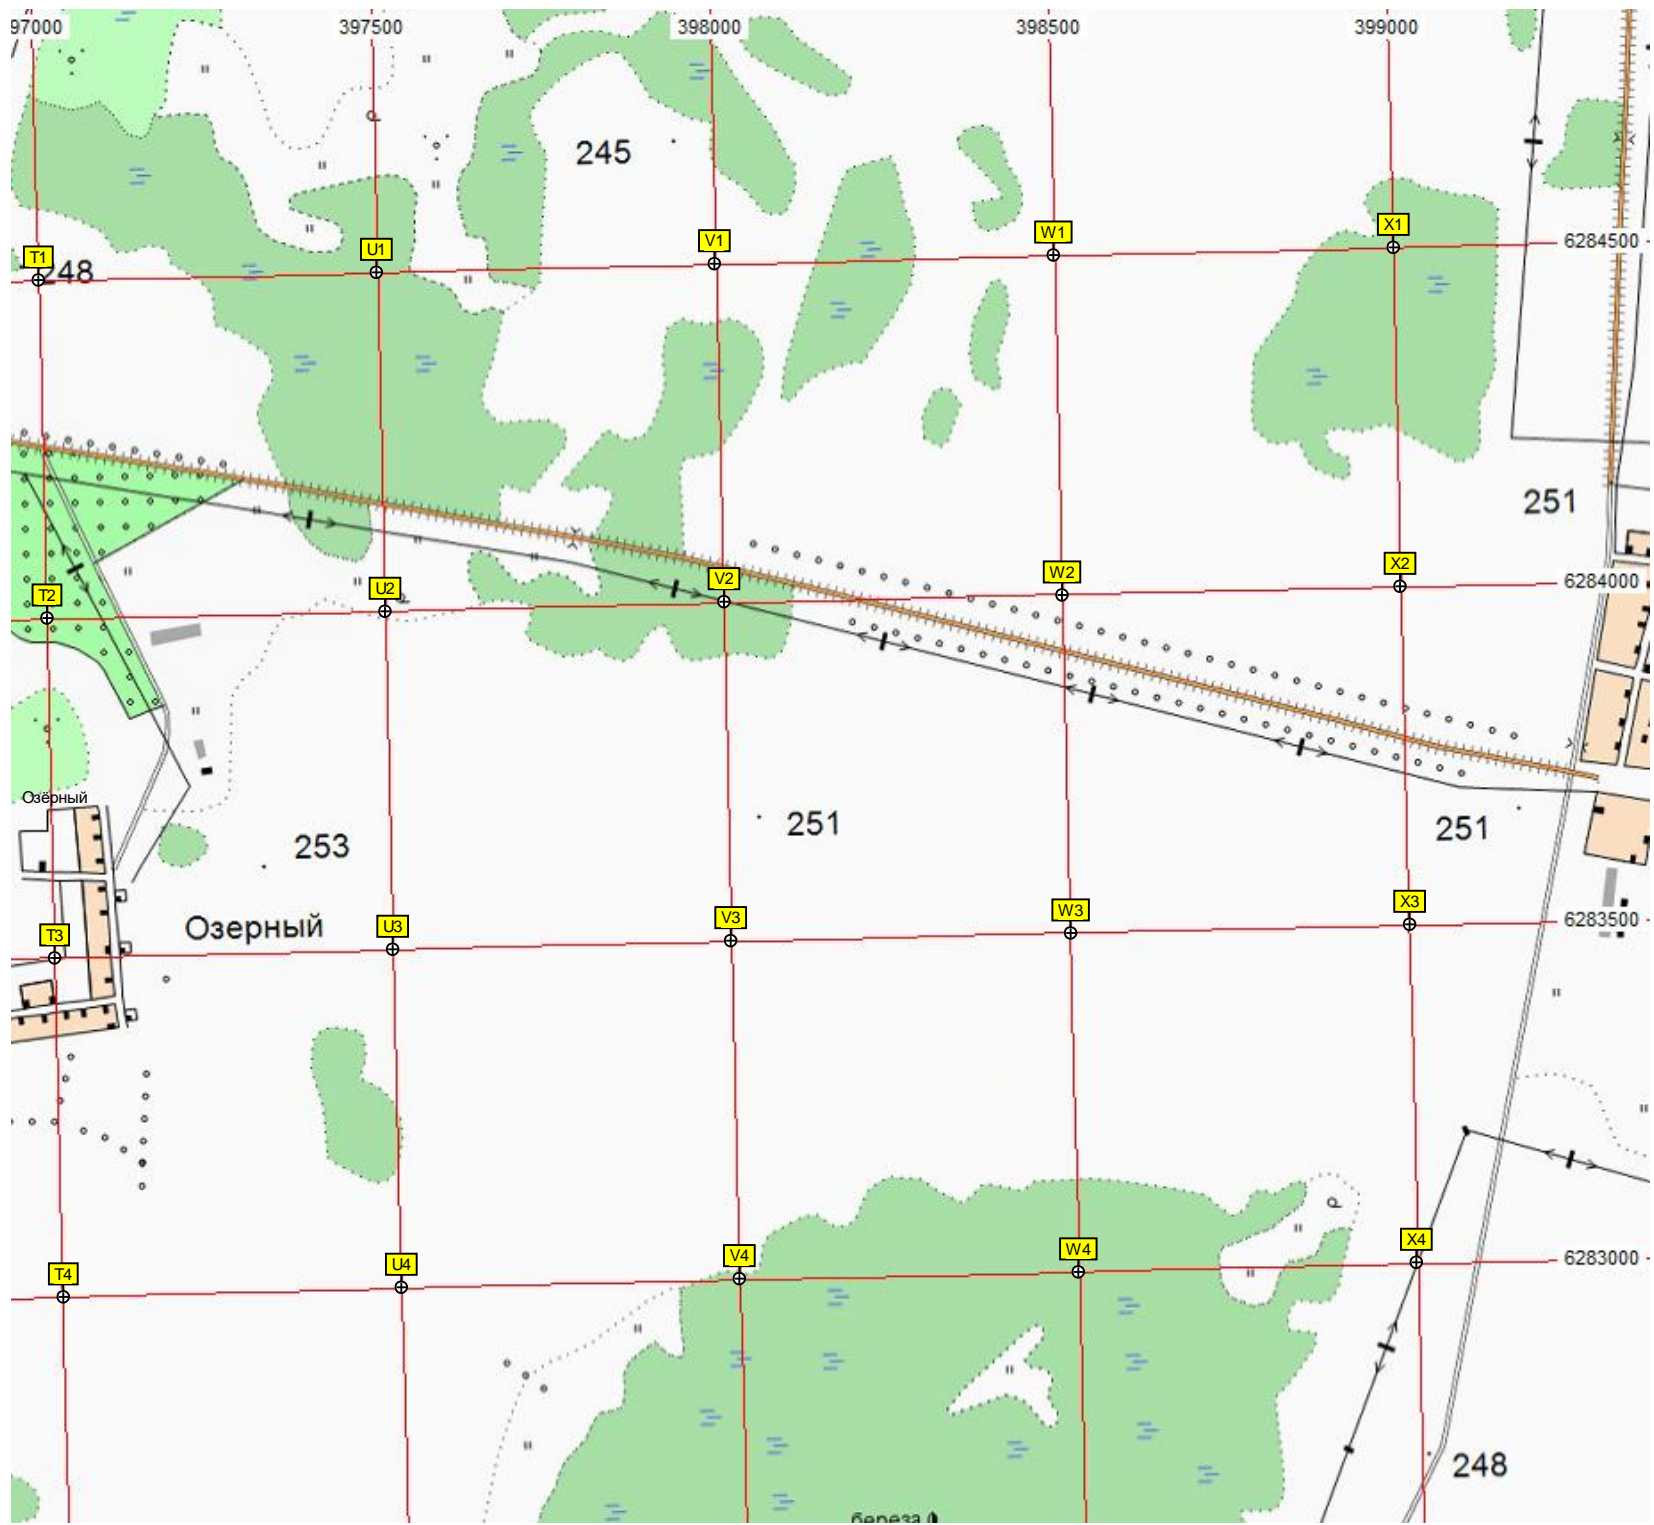 97000 397500 398000 398500 399000
245
T1 U1 V1 W1 X1 6284500
248
251
T2 U2 V2 W2 X2 6284000
Озёрный
253 251 251
Озерный
T3 U3 V3 W3 X3 6283500
T4 U4 V4 W4 X4 6283000
248
береза